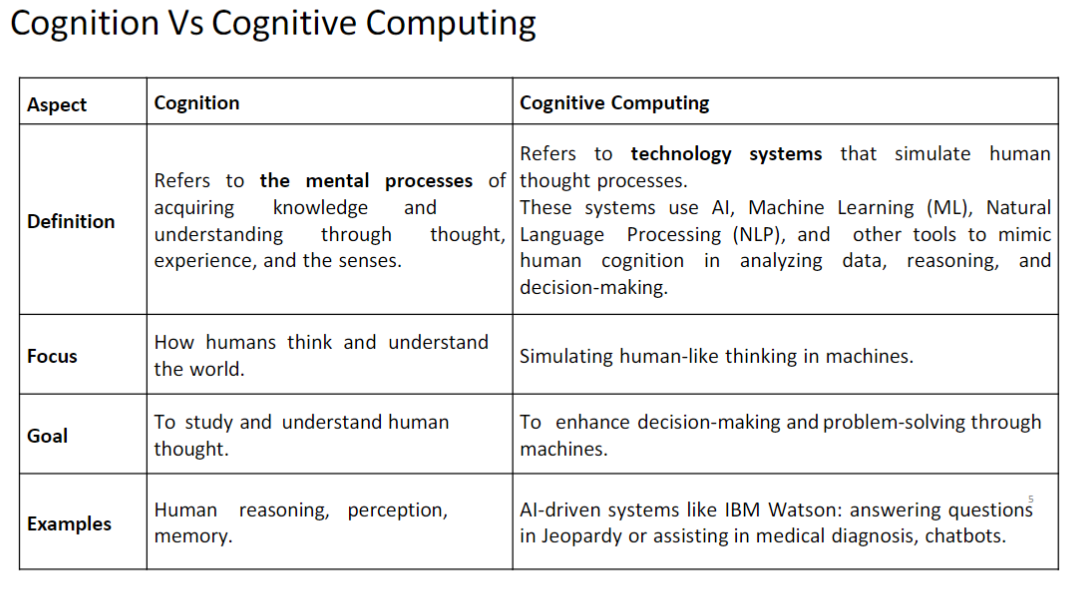 Cognition Vs Cognitive Computing
Aspect
Cognition
Cognitive Computing
Definition
Refers to the mental processes of
acquiring knowledge and
understanding through thought,
experience, and the senses.
Refers to technology systems that simulate human
thought processes.
These systems use AI, Machine Learning (ML), Natural
Language Processing (NLP), and other tools to mimic
human cognition in analyzing data, reasoning, and
decision-making.
Focus
How humans think and understand
the world.
Simulating human-like thinking in machines.
Goal
To study and understand human
thought.
To enhance decision-making and problem-solving through
machines.
Examples
Human reasoning, perception,
memory.
AI-driven systems like IBM Watson: answering questions
in Jeopardy or assisting in medical diagnosis, chatbots.
5